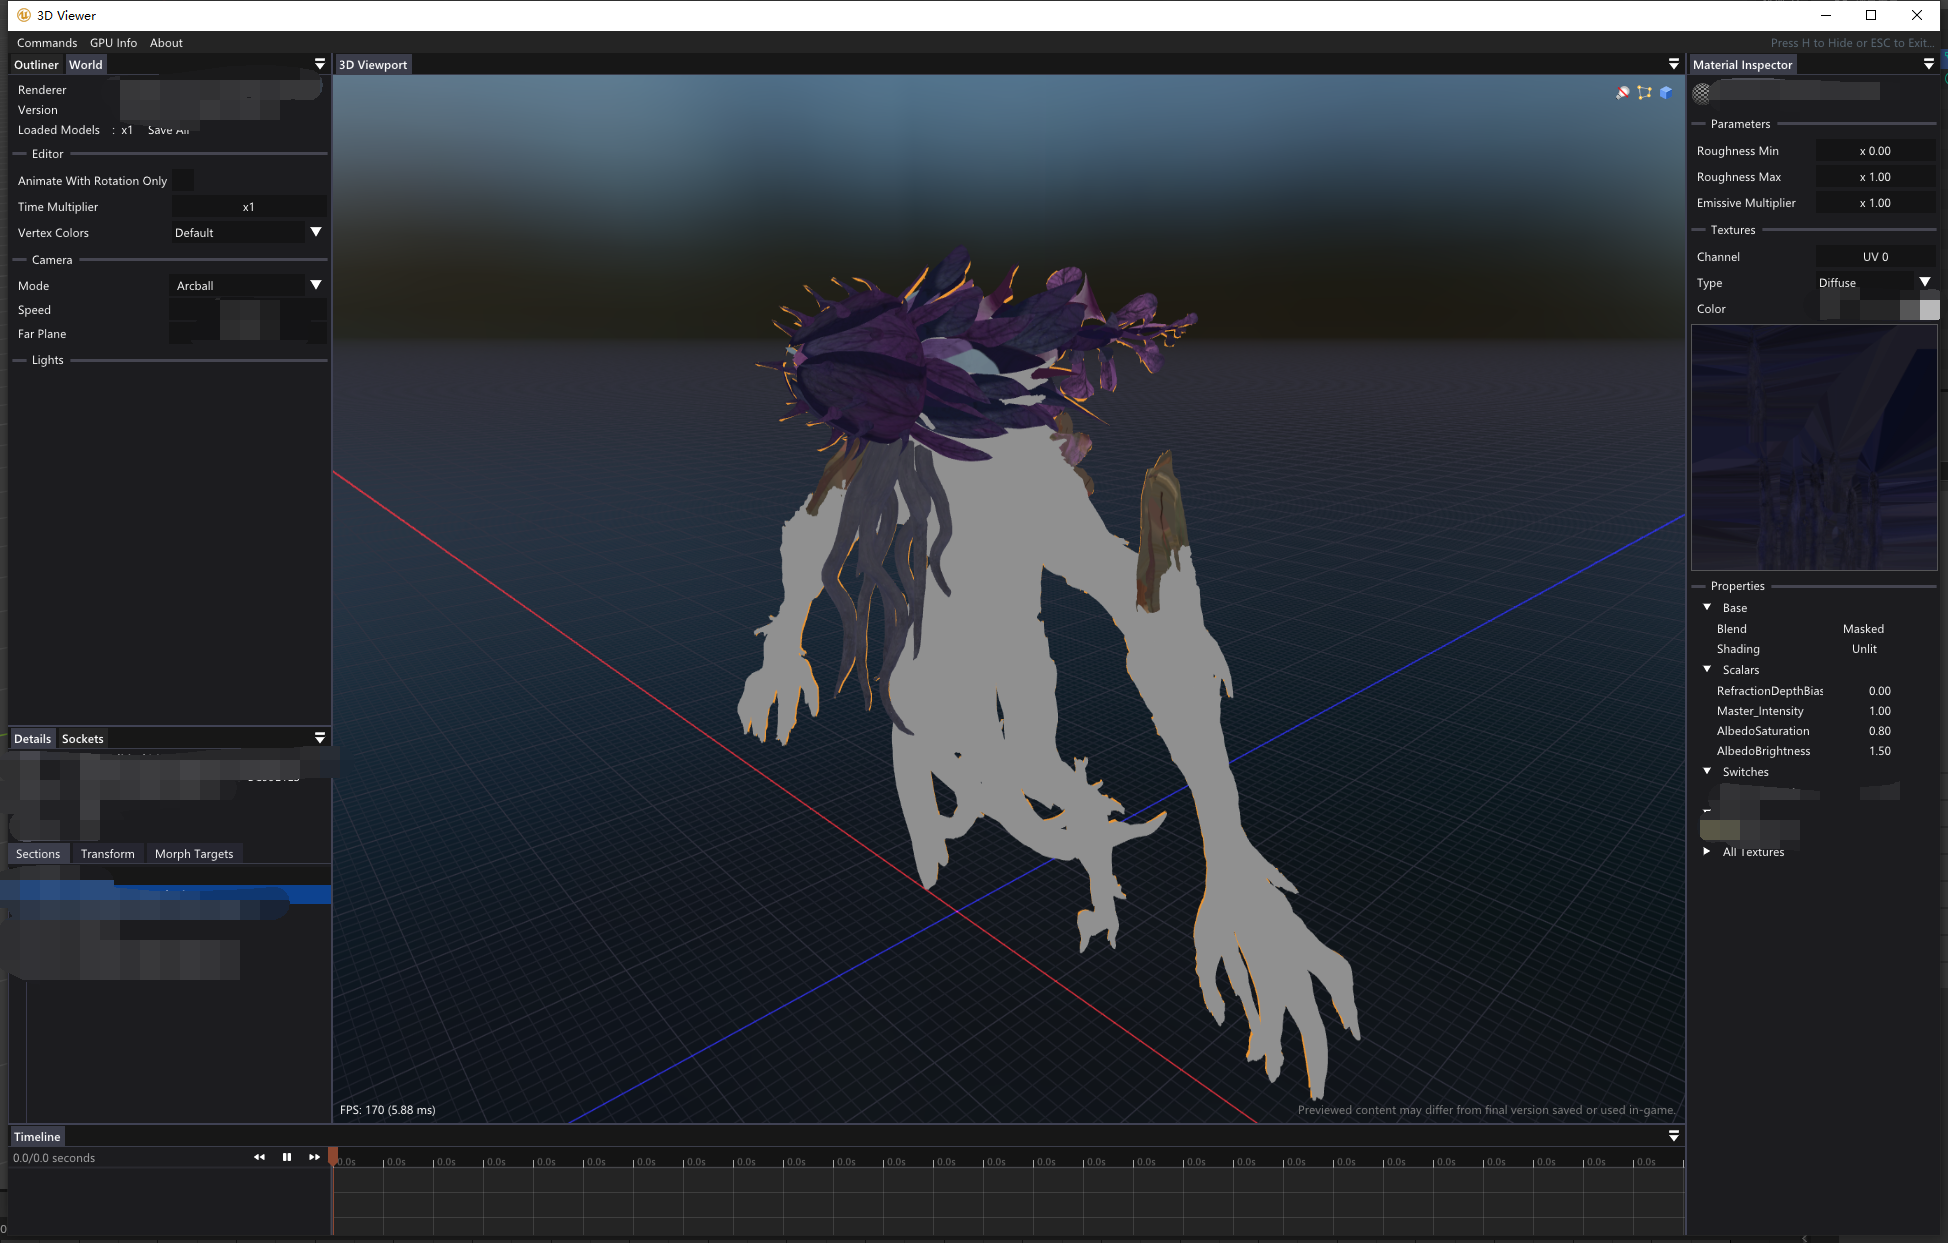 3D Viewer
Commands GPU Info About
Press H to Hide or ESC to Exit...
Outliner World
Renderer
Version
Loaded Models : x1 Save All
Editor
Animate With Rotation Only
Time Multiplier x1
Vertex Colors Default
Camera
Mode Arcball
Speed
Far Plane
Lights
Details Sockets
Sections Transform Morph Targets
3D Viewport
FPS: 170 (5.88 ms)
Previewed content may differ from final version saved or used in-game.
Material Inspector
Parameters
Roughness Min x 0.00
Roughness Max x 1.00
Emissive Multiplier x 1.00
Textures
Channel UV 0
Type Diffuse
Color
Properties
Base
Blend Masked
Shading Unlit
Scalars
RefractionDepthBias 0.00
Master_Intensity 1.00
AlbedoSaturation 0.80
AlbedoBrightness 1.50
Switches
All Textures
Timeline
0.0/0.0 seconds
0.0s 0.0s 0.0s 0.0s 0.0s 0.0s 0.0s 0.0s 0.0s 0.0s 0.0s 0.0s 0.0s 0.0s 0.0s 0.0s 0.0s 0.0s 0.0s 0.0s 0.0s 0.0s 0.0s 0.0s 0.0s 0.0s 0.0s